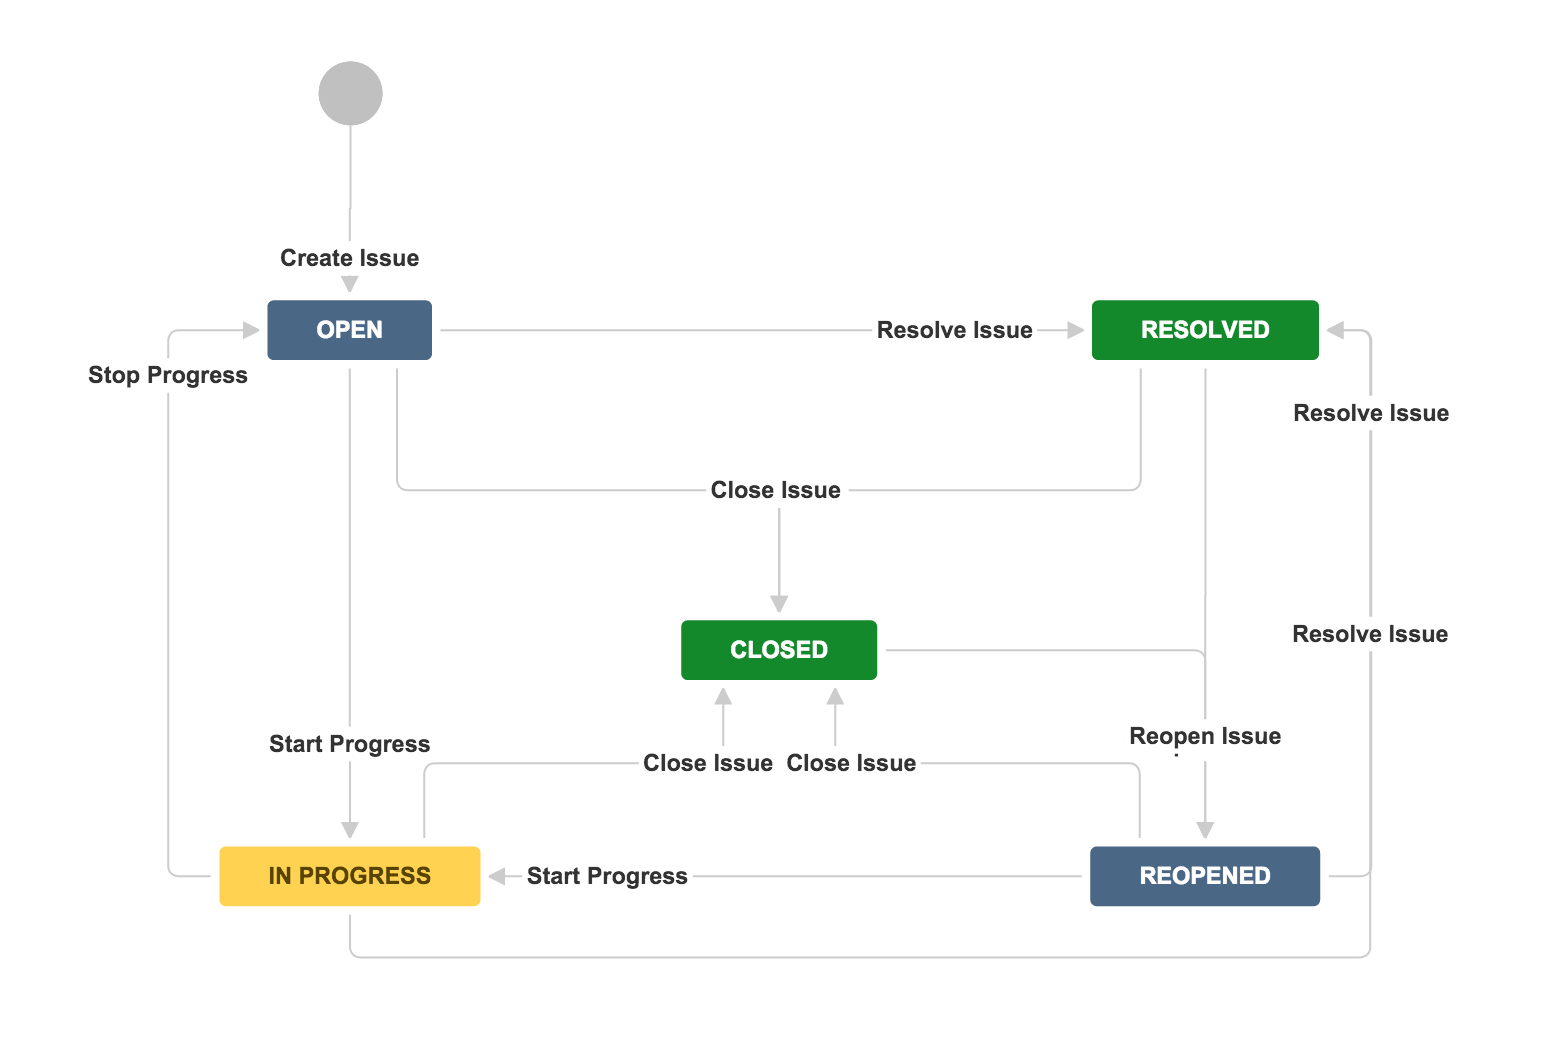 Create Issue
OPEN
Resolve Issue
RESOLVED
Stop Progress
Resolve Issue
Close Issue
Resolve Issue
CLOSED
Reopen Issue
Start Progress
Close Issue
Close Issue
IN PROGRESS
Start Progress
REOPENED